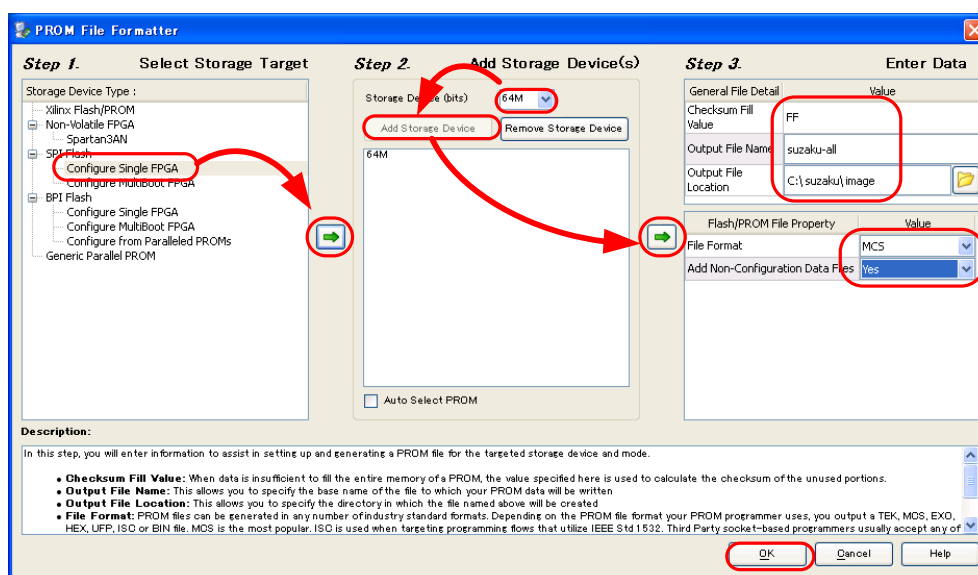 PROM File Formatter
Step 1. Select Storage Target
Storage Device Type :
Xilinx Flash/PROM
Non-Volatile FPGA
Spartan3AN
SPI Flash
Configure Single FPGA
Configure MultiBoot FPGA
BPI Flash
Configure Single FPGA
Configure MultiBoot FPGA
Configure from Paralleled PROMs
Generic Parallel PROM
Step 2. Add Storage Device(s)
Storage Device (bits) 64M
Add Storage Device Remove Storage Device
64M
Auto Select PROM
Step 3. Enter Data
General File Detail Value
Checksum Fill Value FF
Output File Name suzaku-all
Output File Location C:\suzaku\image
Flash/PROM File Property Value
File Format MCS
Add Non-Configuration Data Files Yes
Description:
In this step, you will enter information to assist in setting up and generating a PROM file for the targeted storage device and mode.
• Checksum Fill Value: When data is insufficient to fill the entire memory of a PROM, the value specified here is used to calculate the checksum of the unused portions.
• Output File Name: This allows you to specify the base name of the file to which your PROM data will be written
• Output File Location: This allows you to specify the directory in which the file named above will be created
• File Format: PROM files can be generated in any number of industry standard formats. Depending on the PROM file format your PROM programmer uses, you output a TEK, MCS, EXO,
HEX, UFP, ISC or BIN file. MCS is the most popular. ISC is used when targeting programming flows that utilize IEEE Std 1532. Third Party socket-based programmers usually accept any of
OK Cancel Help